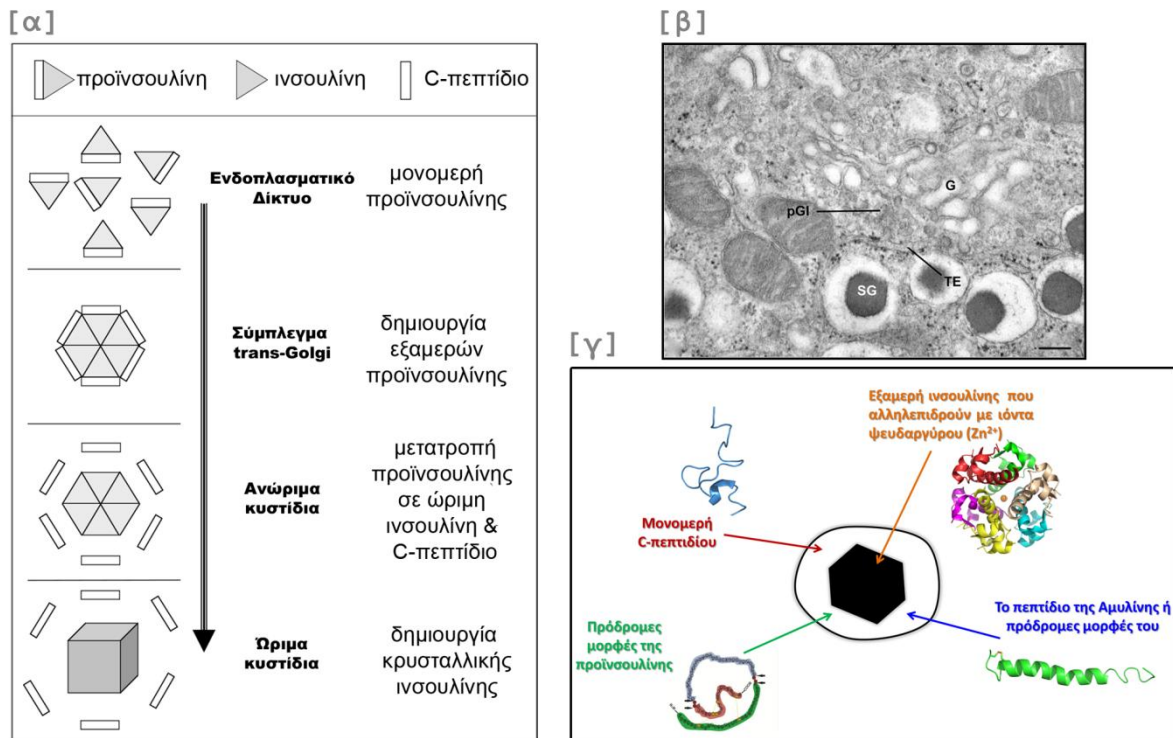 [α]
προϊνσουλίνη
ινσουλίνη
C-πεπτίδιο
Ενδοπλασματικό
Δίκτυο
μονομερή
προϊνσουλίνης
Σύμπλεγμα
trans-Golgi
δημιουργία
εξαμερών
προϊνσουλίνης
Ανώριμα
κυστίδια
μετατροπή
προϊνσουλίνης
σε ώριμη
ινσουλίνη &
C-πεπτίδιο
Ώριμα
κυστίδια
δημιουργία
κρυσταλλικής
ινσουλίνης
[β]
G
pGI
TE
SG
[γ]
Εξαμερή ινσουλίνης που
αλληλεπιδρούν με ιόντα
ψευδαργύρου (Zn²⁺)
Μονομερή
C-πεπτιδίου
Πρόδρομες
μορφές της
προϊνσουλίνης
Το πεπτίδιο της Αμυλίνης ή
πρόδρομες μορφές του